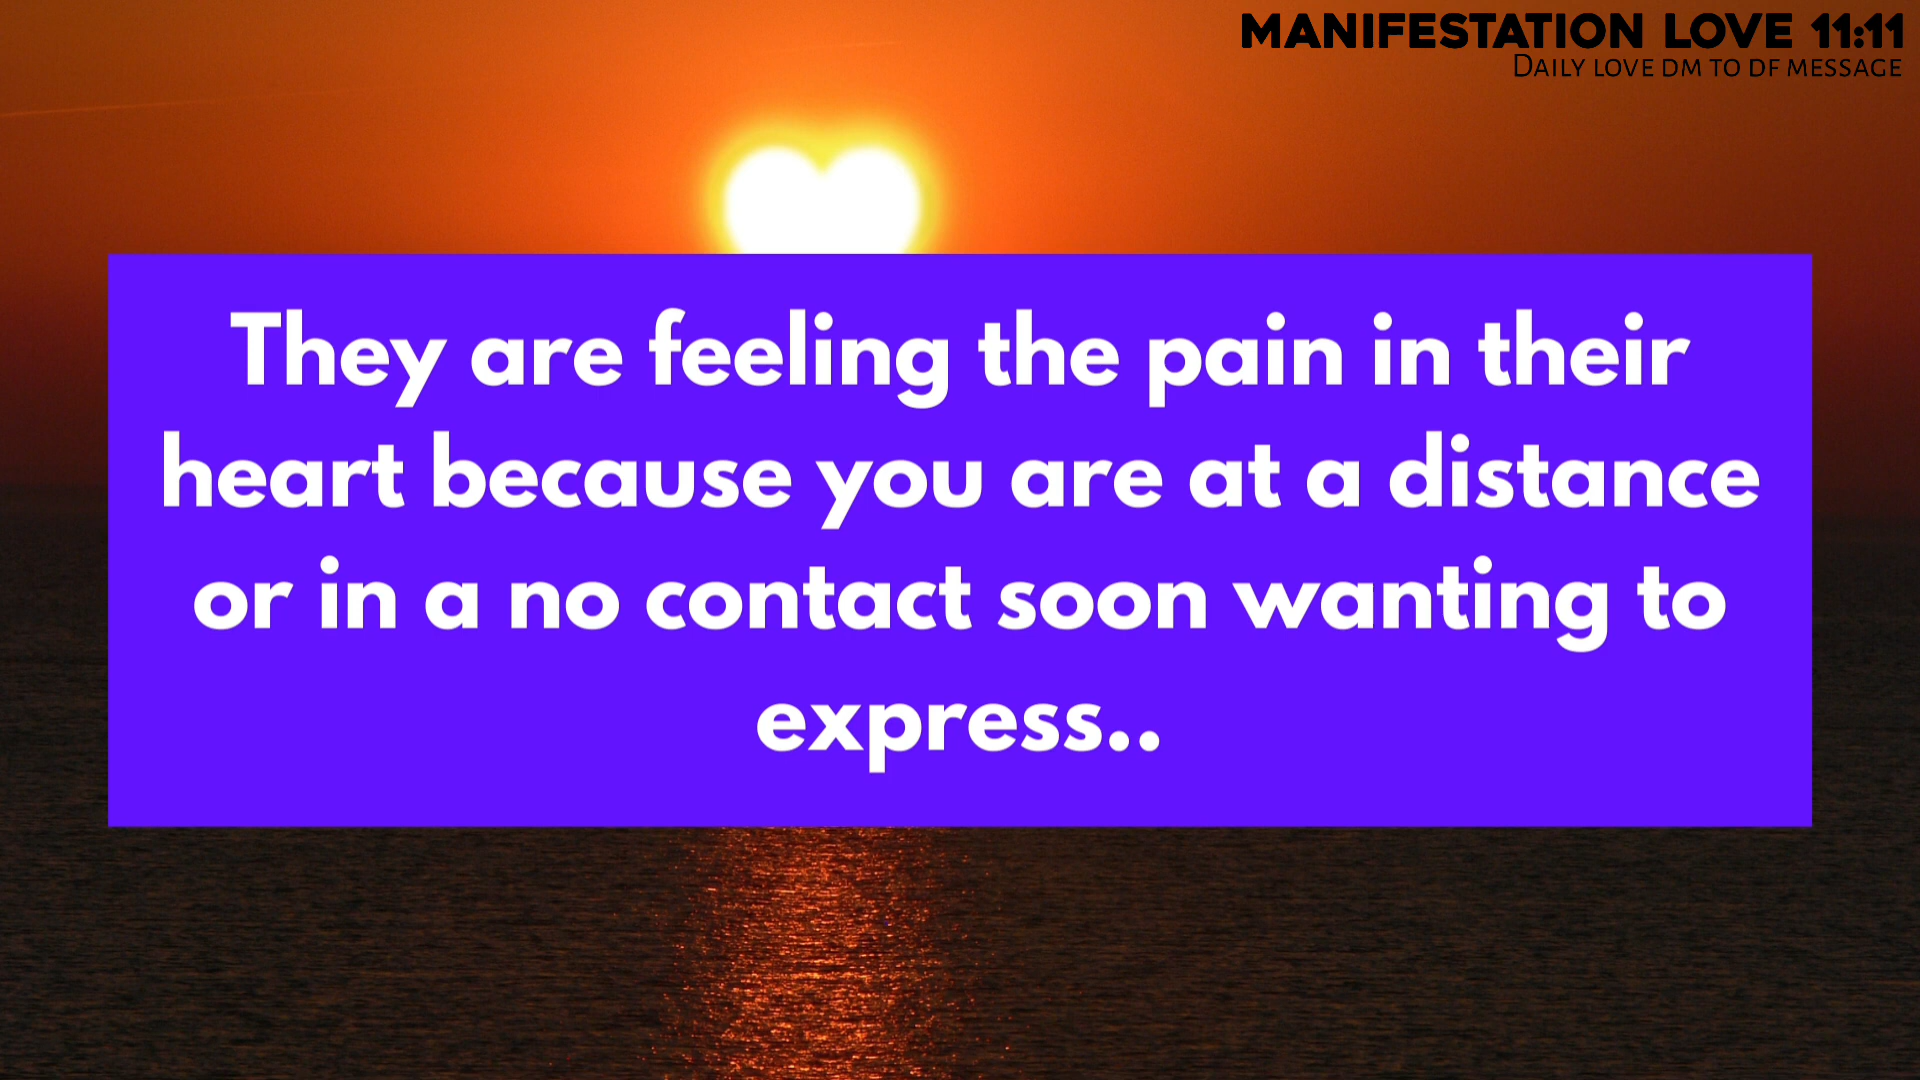 MANIFESTATION LOVE 11:11
DAILY LOVE DM TO DF MESSAGE
They are feeling the pain in their
heart because you are at a distance
or in a no contact soon wanting to
express..